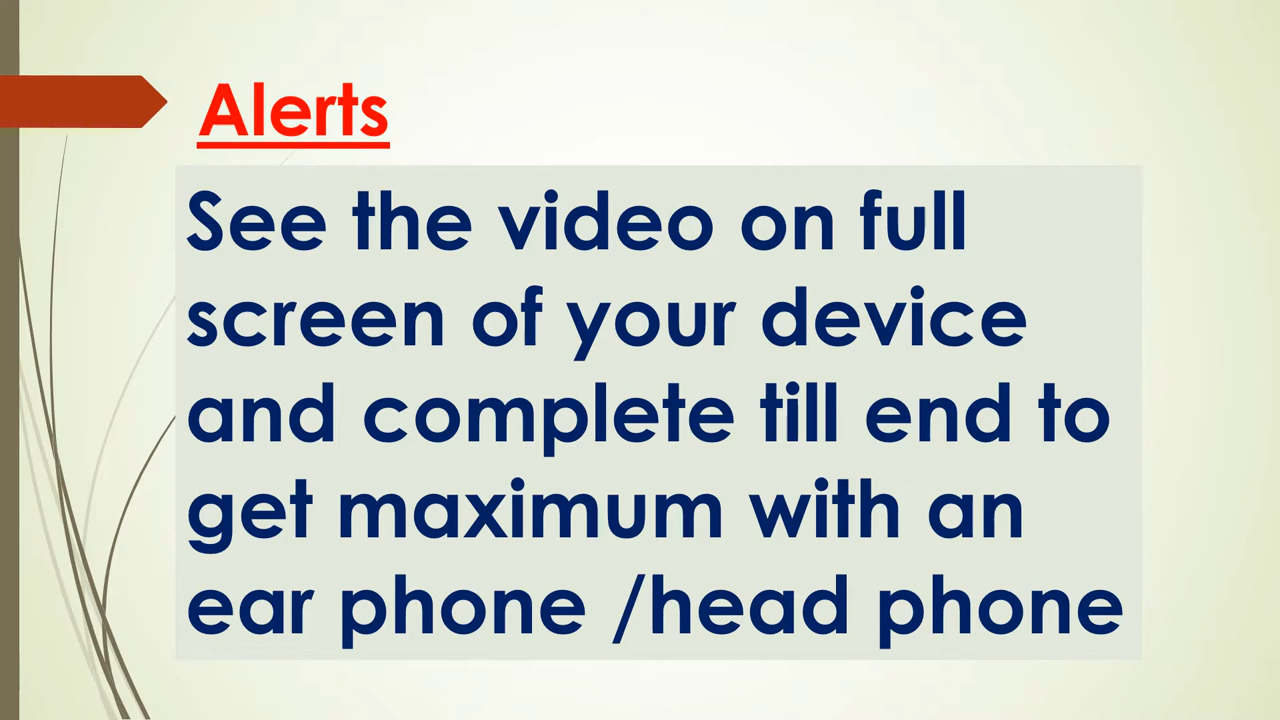 Alerts
See the video on full
screen of your device
and complete till end to
get maximum with an
ear phone /head phone